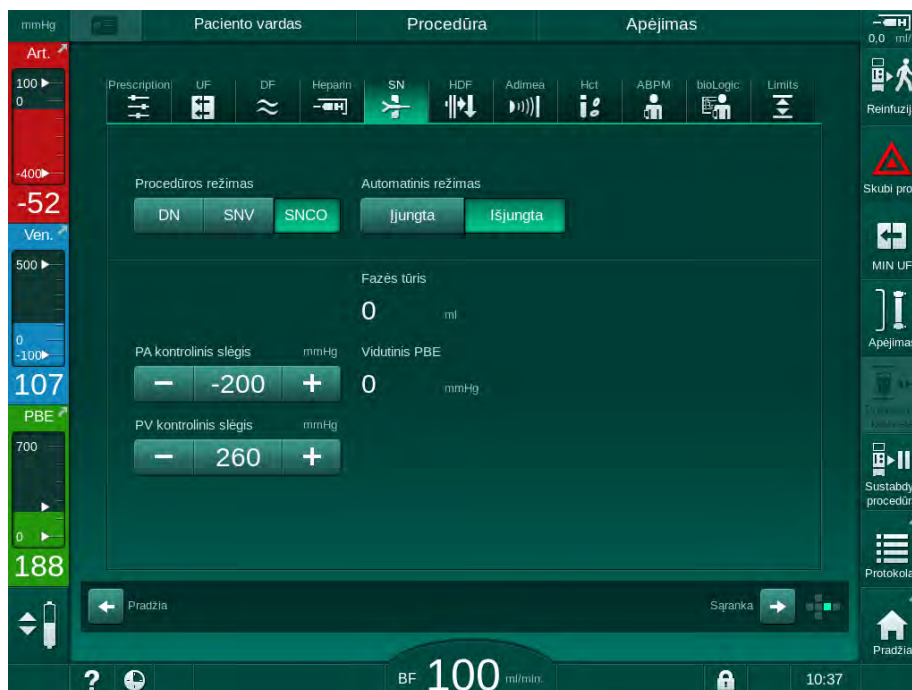 mmHg
Paciento vardas
Procedūra
Apėjimas
0,0 ml/
Art.
100
0
-400
-52
Ven.
500
0
-100
107
PBE
700
0
188
Prescription
UF
DF
Heparin
SN
HDF
Adimea
Hct
ABPM
bioLogic
Limits
Procedūros režimas
Automatinis režimas
DN SNV SNCO
Įjungta Išjungta
Fazės tūris
0 ml
PA kontrolinis slėgis mmHg
Vidutinis PBE
− -200 +
0 mmHg
PV kontrolinis slėgis mmHg
− 260 +
Pradžia
Sąranka
Reinfuzij
Skubi pro
MIN UF
Apėjimas
Sustabdy
procedūr
Protokola
Pradžia
? BF 100 ml/min. 10:37